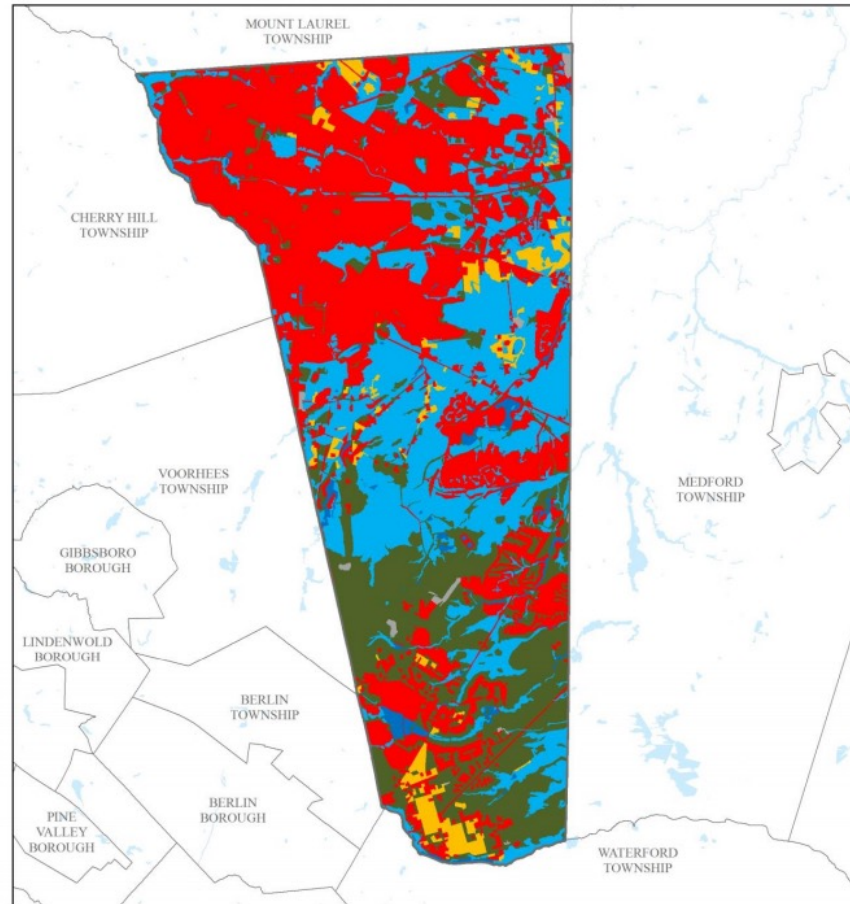 MOUNT LAUREL
TOWNSHIP
CHERRY HILL
TOWNSHIP
VOORHEES
TOWNSHIP
MEDFORD
TOWNSHIP
GIBBSBORO
BOROUGH
LINDENWOLD
BOROUGH
BERLIN
TOWNSHIP
BERLIN
BOROUGH
PINE
VALLEY
BOROUGH
WATERFORD
TOWNSHIP